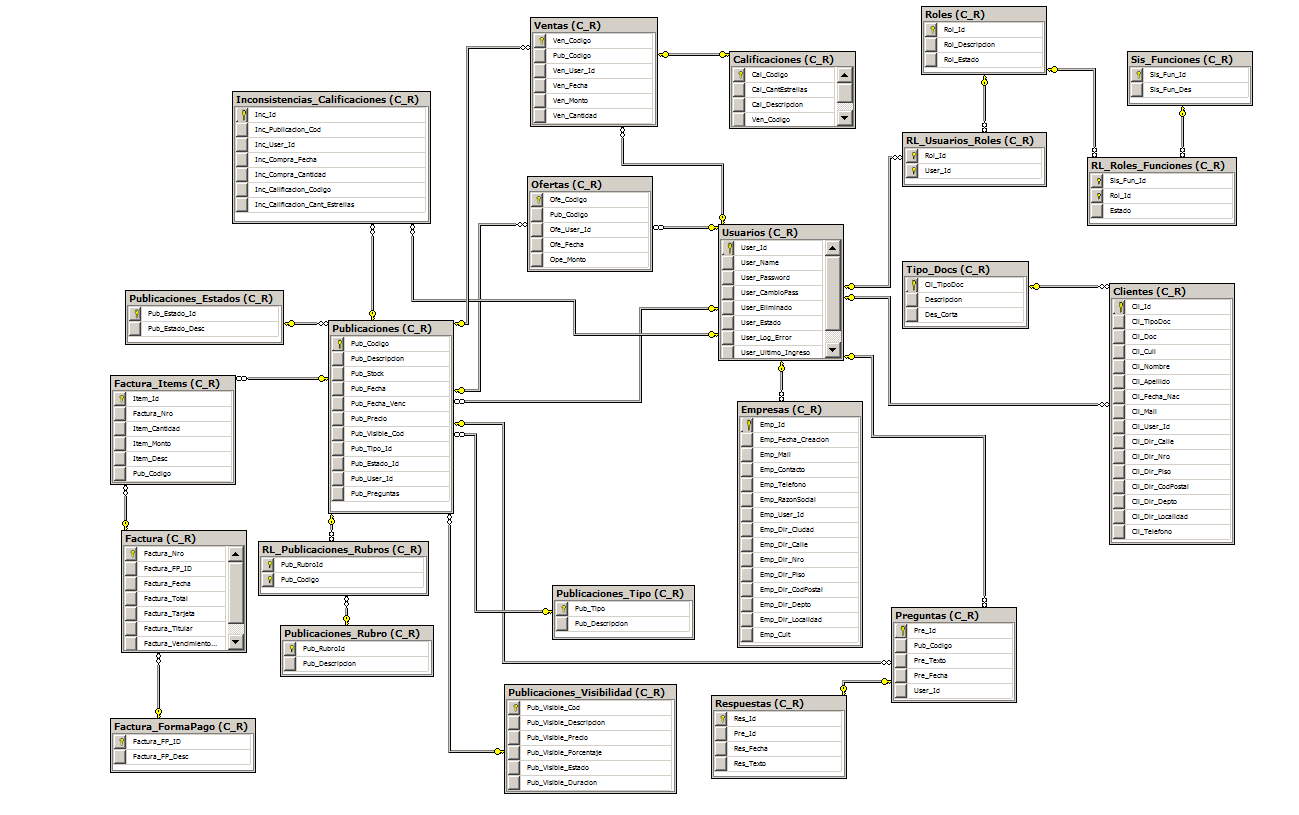 Ventas (C_R)
Ven_Codigo
Pub_Codigo
Ven_User_Id
Ven_Fecha
Ven_Monto
Ven_Cantidad
Calificaciones (C_R)
Cal_Codigo
Cal_CantEstrellas
Cal_Descripcion
Ven_Codigo
Roles (C_R)
Rol_Id
Rol_Descripcion
Rol_Estado
Sis_Funciones (C_R)
Sis_Fun_Id
Sis_Fun_Des
Inconsistencias_Calificaciones (C_R)
Inc_Id
Inc_Publicacion_Cod
Inc_User_Id
Inc_Compra_Fecha
Inc_Compra_Cantidad
Inc_Calificacion_Codigo
Inc_Calificacion_Cant_Estrellas
RL_Usuarios_Roles (C_R)
Rol_Id
User_Id
RL_Roles_Funciones (C_R)
Sis_Fun_Id
Rol_Id
Estado
Ofertas (C_R)
Ofe_Codigo
Pub_Codigo
Ofe_User_Id
Ofe_Fecha
Ope_Monto
Usuarios (C_R)
User_Id
User_Name
User_Password
User_CambioPass
User_Eliminado
User_Estado
User_Log_Error
User_Ultimo_Ingreso
Tipo_Docs (C_R)
Cli_TipoDoc
Descripcion
Des_Corta
Clientes (C_R)
Cli_Id
Cli_TipoDoc
Cli_Doc
Cli_Cuil
Cli_Nombre
Cli_Apellido
Cli_Fecha_Nac
Cli_Mail
Cli_User_Id
Cli_Dir_Calle
Cli_Dir_Nro
Cli_Dir_Piso
Cli_Dir_CodPostal
Cli_Dir_Depto
Cli_Dir_Localidad
Cli_Telefono
Publicaciones_Estados (C_R)
Pub_Estado_Id
Pub_Estado_Desc
Publicaciones (C_R)
Pub_Codigo
Pub_Descripcion
Pub_Stock
Pub_Fecha
Pub_Fecha_Venc
Pub_Precio
Pub_Visible_Cod
Pub_Tipo_Id
Pub_Estado_Id
Pub_User_Id
Pub_Preguntas
Factura_Items (C_R)
Item_Id
Factura_Nro
Item_Cantidad
Item_Monto
Item_Desc
Pub_Codigo
Empresas (C_R)
Emp_Id
Emp_Fecha_Creacion
Emp_Mail
Emp_Contacto
Emp_Telefono
Emp_RazonSocial
Emp_User_Id
Emp_Dir_Ciudad
Emp_Dir_Calle
Emp_Dir_Nro
Emp_Dir_Piso
Emp_Dir_CodPostal
Emp_Dir_Depto
Emp_Dir_Localidad
Emp_Cuit
Factura (C_R)
Factura_Nro
Factura_FP_ID
Factura_Fecha
Factura_Total
Factura_Tarjeta
Factura_Titular
Factura_Vencimiento...
RL_Publicaciones_Rubros (C_R)
Pub_RubroId
Pub_Codigo
Publicaciones_Rubro (C_R)
Pub_RubroId
Pub_Descripcion
Publicaciones_Tipo (C_R)
Pub_Tipo
Pub_Descripcion
Preguntas (C_R)
Pre_Id
Pub_Codigo
Pre_Texto
Pre_Fecha
User_Id
Publicaciones_Visibilidad (C_R)
Pub_Visible_Cod
Pub_Visible_Descripcion
Pub_Visible_Precio
Pub_Visible_Porcentaje
Pub_Visible_Estado
Pub_Visible_Duracion
Respuestas (C_R)
Res_Id
Pre_Id
Res_Fecha
Res_Texto
Factura_FormaPago (C_R)
Factura_FP_ID
Factura_FP_Desc